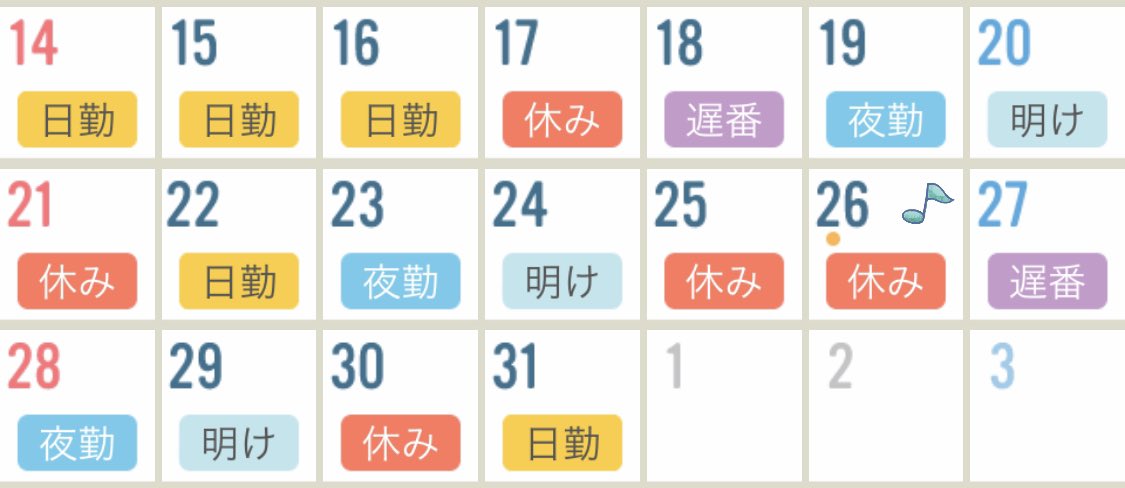 14 15 16 17 18 19 20
日勤 日勤 日勤 休み 遅番 夜勤 明け
21 22 23 24 25 26 27
休み 日勤 夜勤 明け 休み 休み 遅番
28 29 30 31 1 2 3
夜勤 明け 休み 日勤